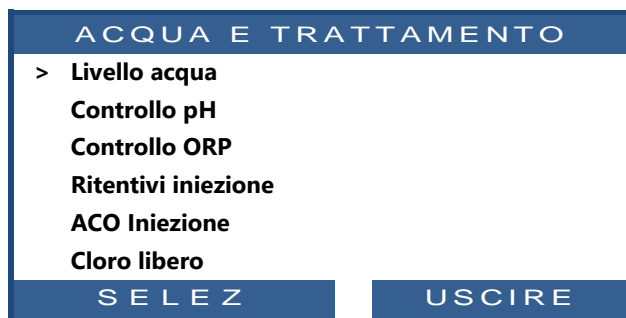 ACQUA E TRATTAMENTO
> Livello acqua
Controllo pH
Controllo ORP
Ritentivi iniezione
ACO Iniezione
Cloro libero
SELEZ USCIRE